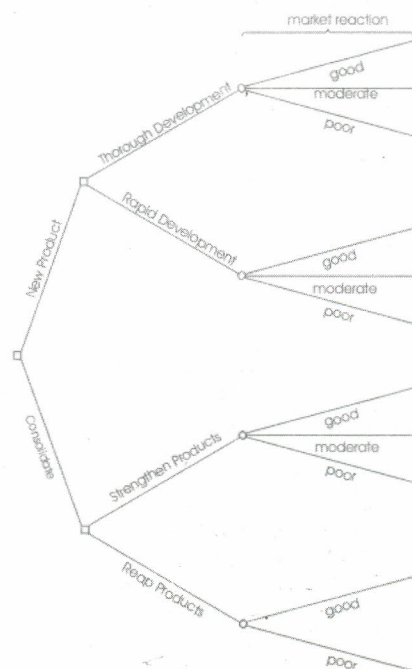 market reaction
good
moderate
poor
Thorough Development
Rapid Development
good
moderate
poor
New Product
Consolidate
good
moderate
poor
Strengthen Products
Reap Products
good
poor